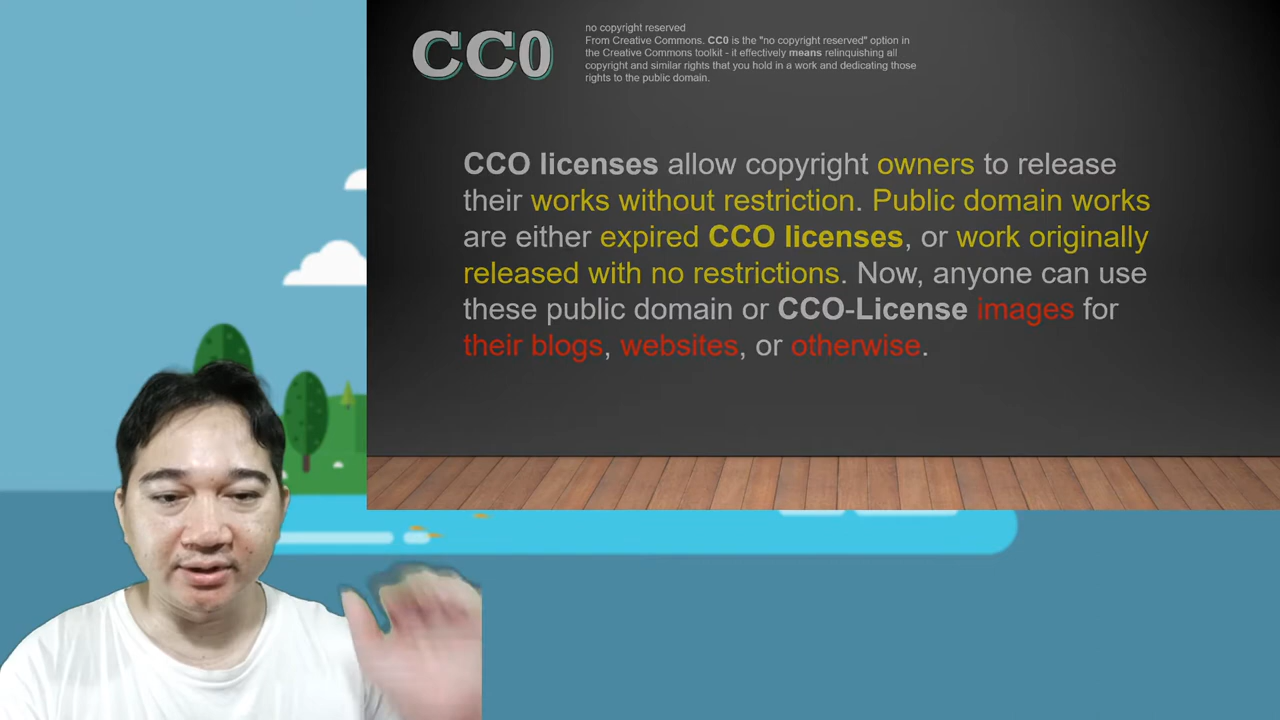 CC0
no copyright reserved
From Creative Commons. CC0 is the "no copyright reserved" option in
the Creative Commons toolkit - it effectively means relinquishing all
copyright and similar rights that you hold in a work and dedicating those
rights to the public domain.
CCO licenses allow copyright owners to release
their works without restriction. Public domain works
are either expired CCO licenses, or work originally
released with no restrictions. Now, anyone can use
these public domain or CCO-License images for
their blogs, websites, or otherwise.